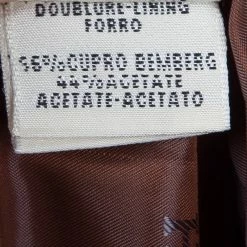 DOUBLURE-LINING
FORRO
56%CUPRO BEMBERG
44%ACETATE
ACETATE-ACETATO